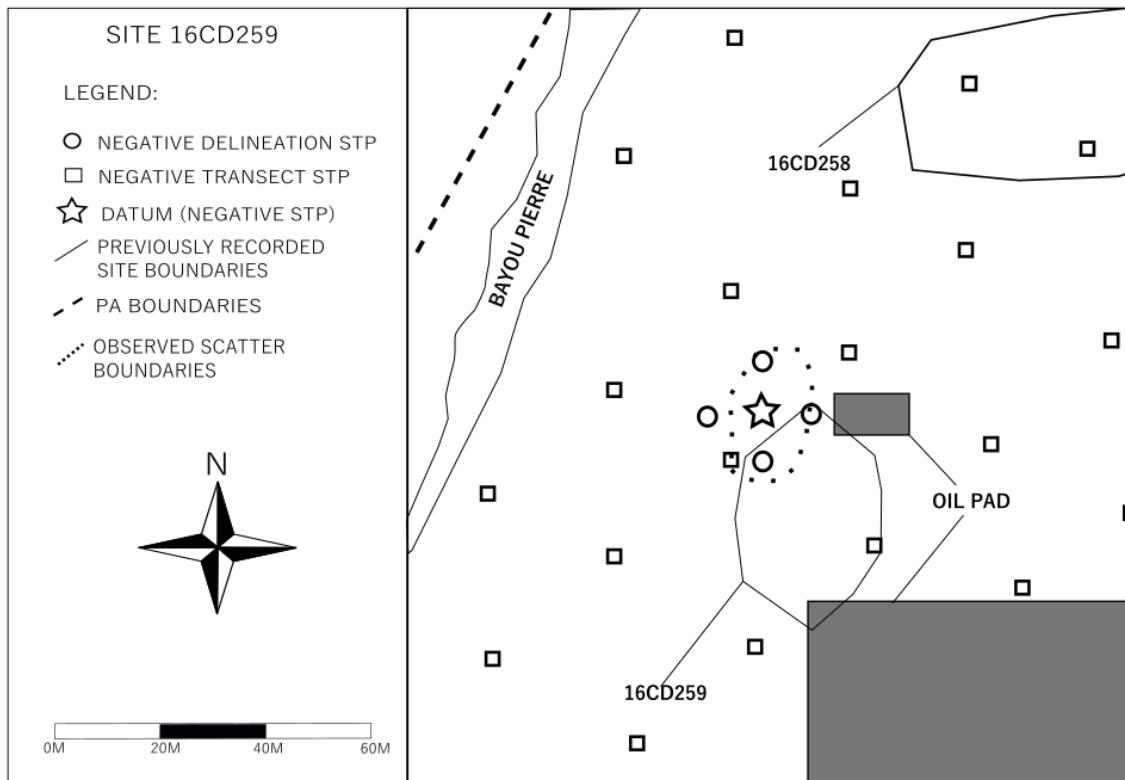 SITE 16CD259
LEGEND:
NEGATIVE DELINEATION STP
NEGATIVE TRANSECT STP
DATUM (NEGATIVE STP)
PREVIOUSLY RECORDED
SITE BOUNDARIES
PA BOUNDARIES
OBSERVED SCATTER
BOUNDARIES
N
0M 20M 40M 60M
BAYOU PIERRE
16CD258
OIL PAD
16CD259